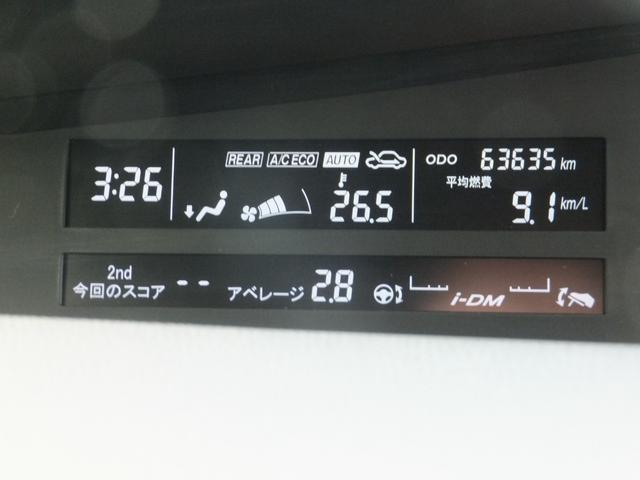 3:26
REAR A/C ECO AUTO
26.5
ODO 63635 km
平均燃費
9.1 km/L
2nd
今回のスコア -- アベレージ 2.8
i-DM